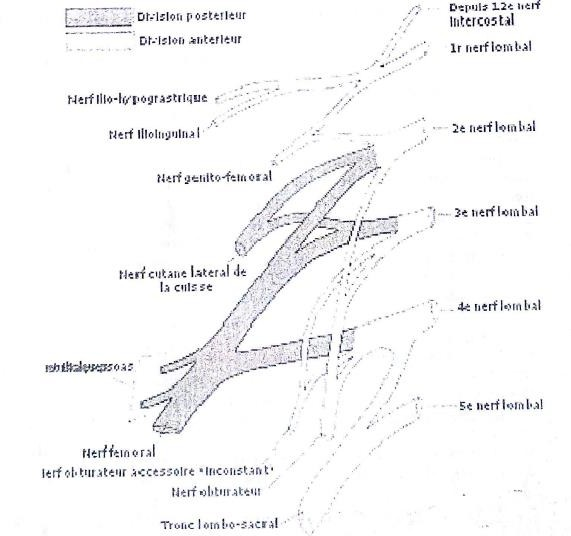 Division posterieur
Division anterieur
Depuis 12e nerf
Intercostal
1r nerf lombal
Nerf ilio-hypograstrique
Nerf ilioinguinal
2e nerf lombal
Nerf genito-femoral
3e nerf lombal
Nerf cutane lateral de
la cuisse
4e nerf lombal
5e nerf lombal
Nerf femoral
Nerf obturateur accessoire "inconstant"
Nerf obturateur
Tronc lombo-sacral